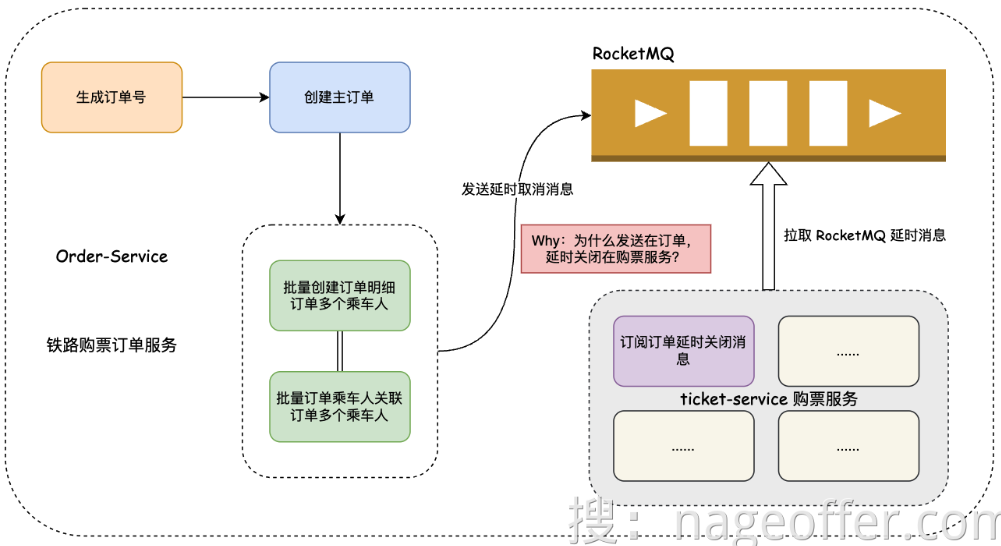 RocketMQ
生成订单号
创建主订单
发送延时取消消息
Why：为什么发送在订单，
延时关闭在购票服务？
拉取 RocketMQ 延时消息
Order-Service
铁路购票订单服务
批量创建订单明细
订单多个乘车人
批量订单乘车人关联
订单多个乘车人
订阅订单延时关闭消
息
......
ticket-service 购票服务
......
......
搜：nageoffer.com